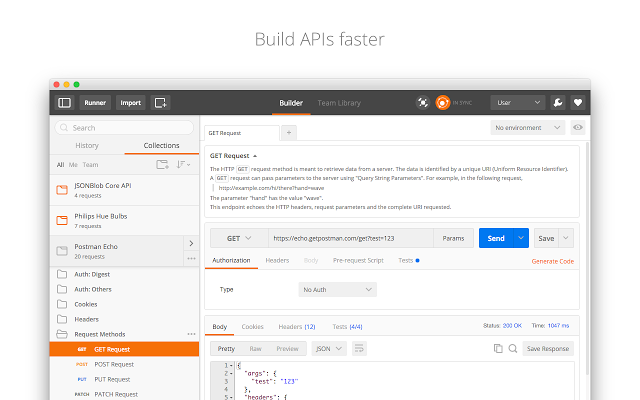 Build APIs faster
Runner
Import
Builder
Team Library
IN SYNC
User
Search
History
Collections
All Me Team
JSONBlob Core API
4 requests
Philips Hue Bulbs
7 requests
Postman Echo
20 requests
Auth: Digest
Auth: Others
Cookies
Headers
Request Methods
GET GET Request
POST POST Request
PUT PUT Request
PATCH PATCH Request
GET Request
+
No environment
GET Request
The HTTP GET request method is meant to retrieve data from a server. The data is identified by a unique URI (Uniform Resource Identifier).
A GET request can pass parameters to the server using "Query String Parameters". For example, in the following request,
http://example.com/hi/there?hand=wave
The parameter "hand" has the value "wave".
This endpoint echoes the HTTP headers, request parameters and the complete URI requested.
GET
https://echo.getpostman.com/get?test=123
Params
Send
Save
Authorization
Headers
Body
Pre-request Script
Tests
Generate Code
Type
No Auth
Body
Cookies
Headers (12)
Tests (4/4)
Status: 200 OK
Time: 1047 ms
Pretty
Raw
Preview
JSON
Save Response
1 {
2 "args": {
3 "test": "123"
4 },
5 "headers": {